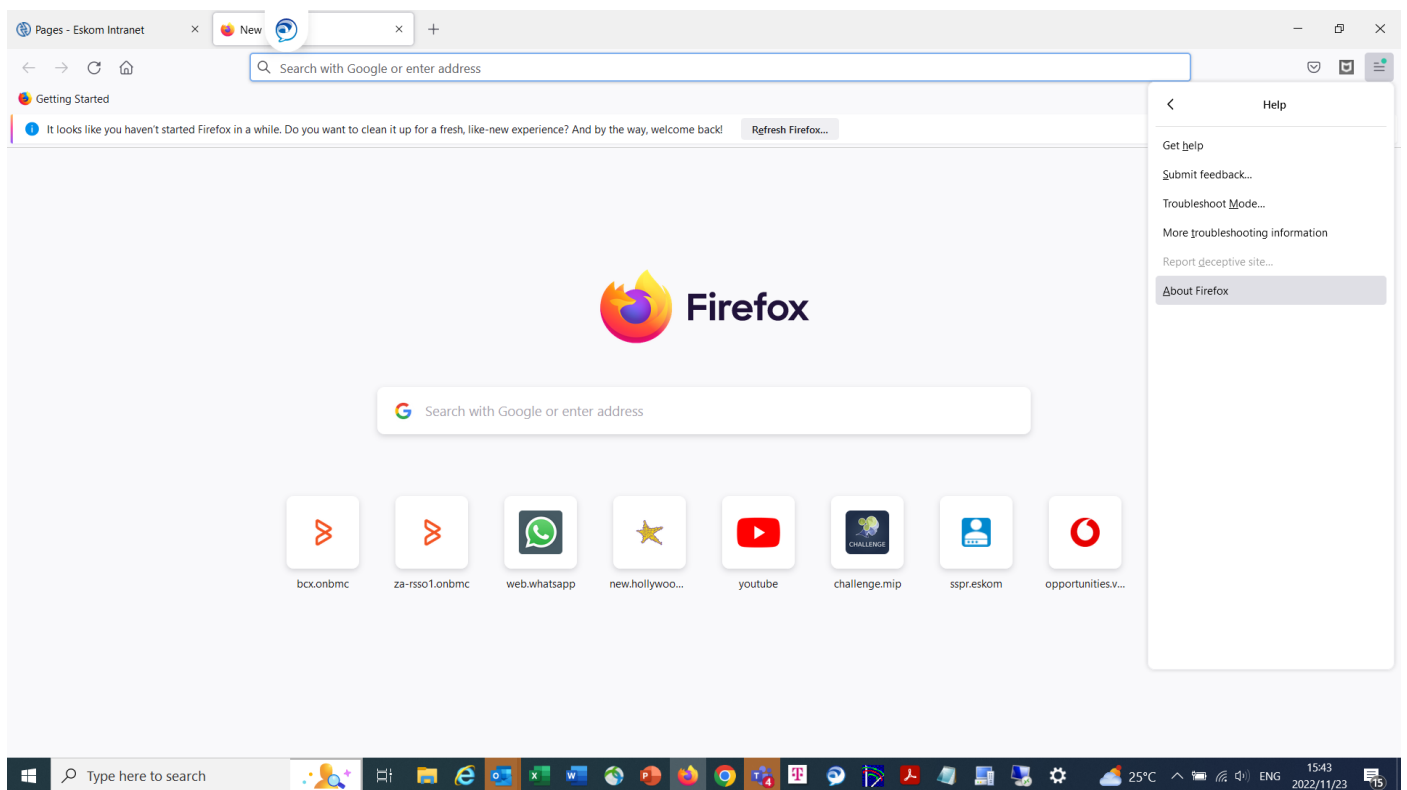 Pages - Eskom Intranet
New
Search with Google or enter address
Getting Started
It looks like you haven't started Firefox in a while. Do you want to clean it up for a fresh, like-new experience? And by the way, welcome back!
Refresh Firefox...
Help
Get help
Submit feedback...
Troubleshoot Mode...
More troubleshooting information
Report deceptive site...
About Firefox
Firefox
Search with Google or enter address
CHALLENGE
bcx.onbmc
za-rsso1.onbmc
web.whatsapp
new.hollywoo...
youtube
challenge.mip
sspr.eskom
opportunities.v...
Type here to search
4
25°C
ENG
15:43
2022/11/23
15